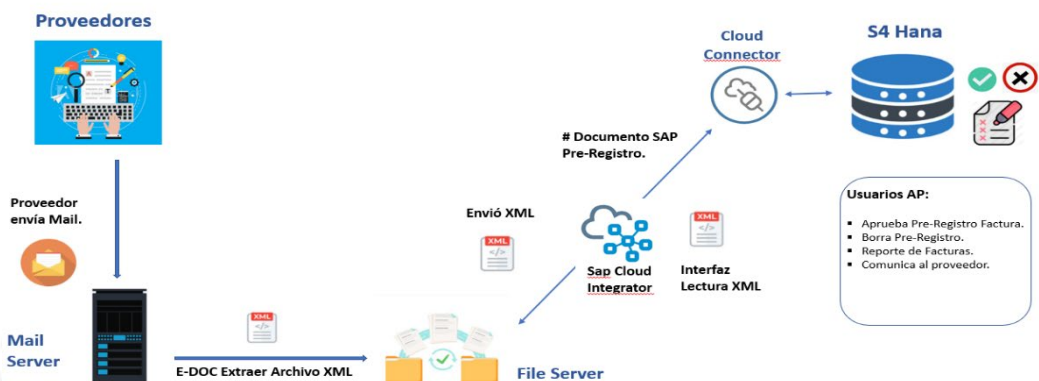 Proveedores
Proveedor
envía Mail.
Mail
Server
XML
E-DOC Extraer Archivo XML
File Server
Envió XML
XML
Sap Cloud
Integrator
XML
Interfaz
Lectura XML
# Documento SAP
Pre-Registro.
Cloud
Connector
S4 Hana
Usuarios AP:
▪ Aprueba Pre-Registro Factura.
▪ Borra Pre-Registro.
▪ Reporte de Facturas.
▪ Comunica al proveedor.